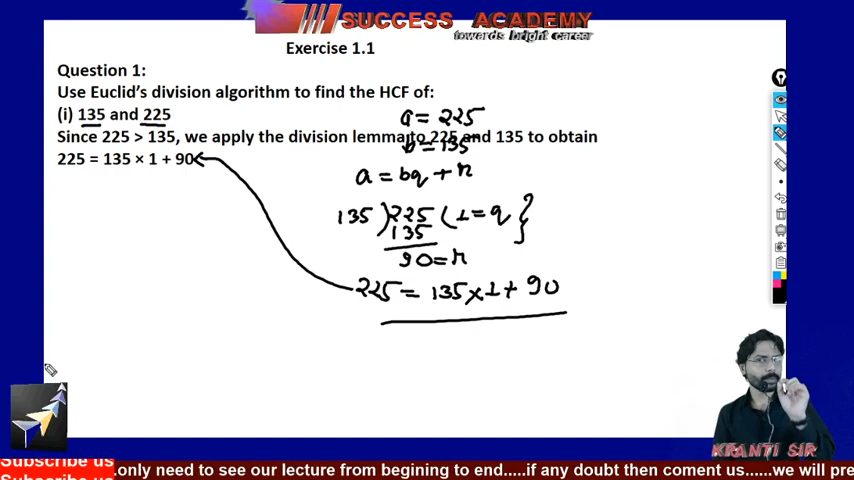 SUCCESS ACADEMY
towards bright career
Exercise 1.1
Question 1:
Use Euclid's division algorithm to find the HCF of:
(i) 135 and 225
a = 225
Since 225 > 135, we apply the division lemma to 225 and 135 to obtain
b = 135
225 = 135 × 1 + 90
a = bq + r
135 ) 225 ( 1 = q }
135
90 = r
225 = 135 × 1 + 90
KRANTI SIR
Subscribe us
.only need to see our lecture from begining to end.....if any doubt then coment us......we will pre
Subscribe us